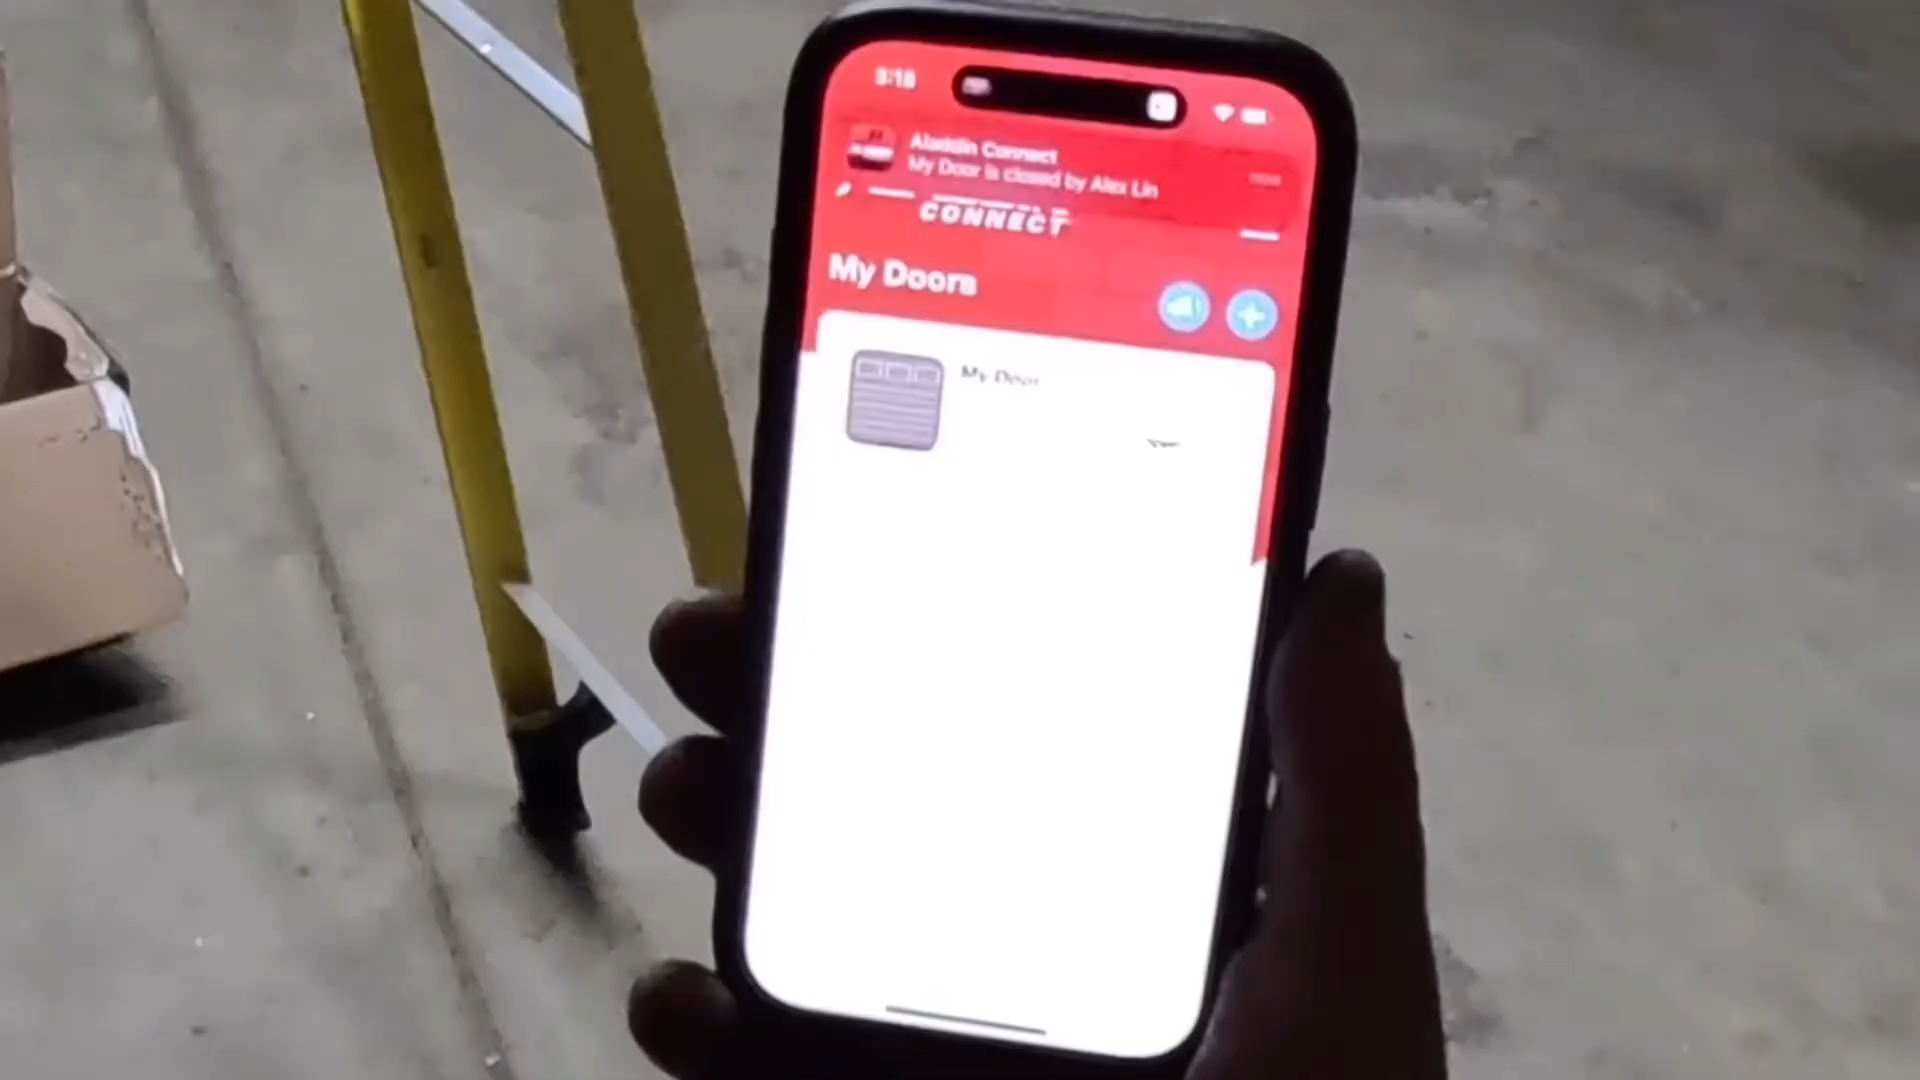 Aladdin Connect
My Door is closed by Alex Lin
CONNECT
My Doors
My Door